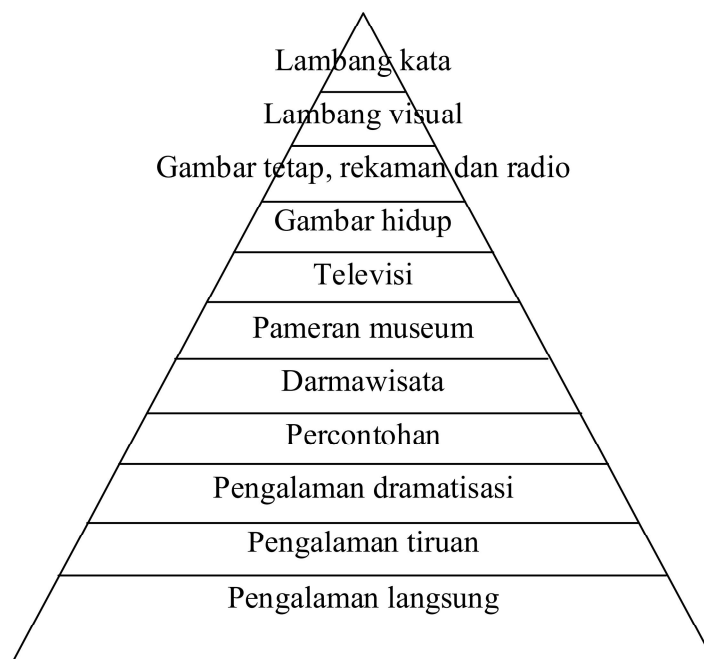 Lambang kata
Lambang visual
Gambar tetap, rekaman dan radio
Gambar hidup
Televisi
Pameran museum
Darmawisata
Percontohan
Pengalaman dramatisasi
Pengalaman tiruan
Pengalaman langsung